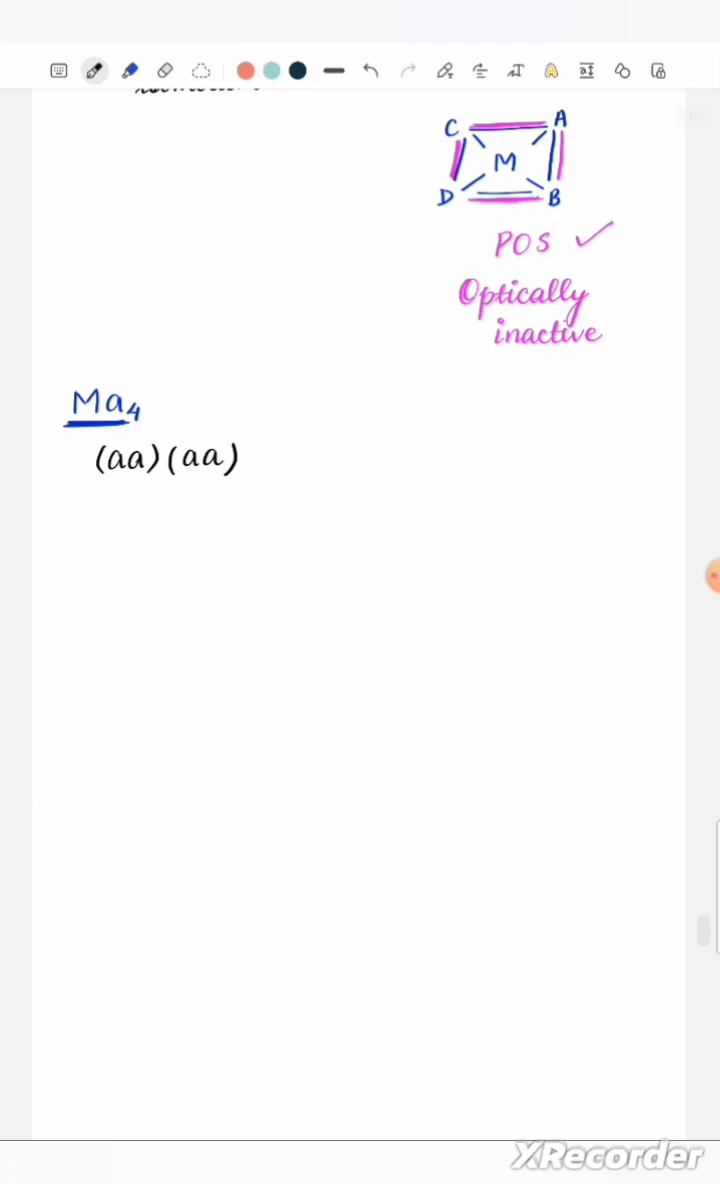 C A
M
D B
POS ✓
Optically
inactive
Ma₄
(aa)(aa)
XRecorder